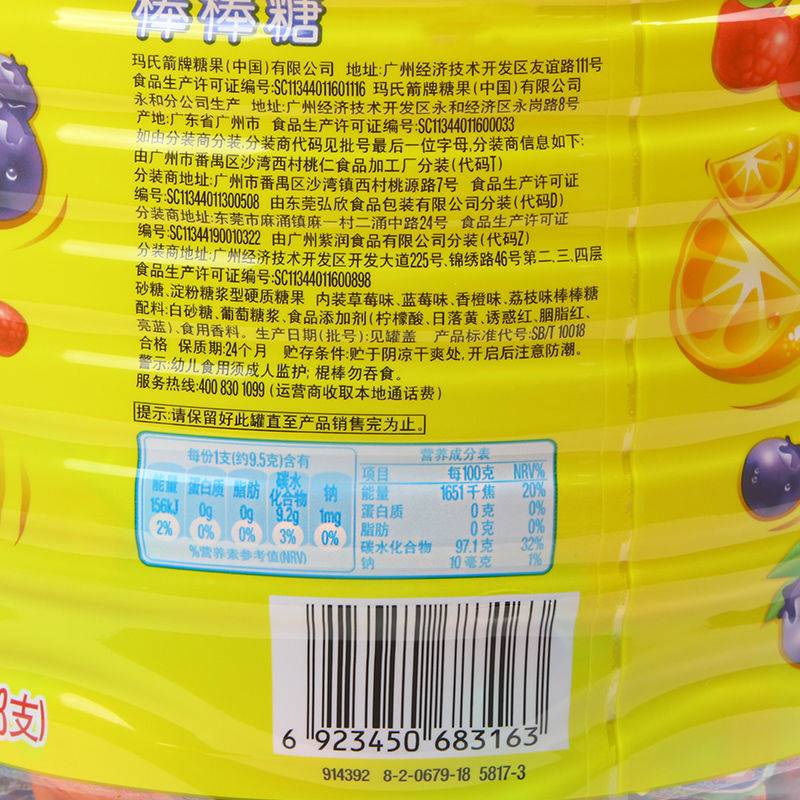 棒棒糖
玛氏箭牌糖果(中国)有限公司 地址:广州经济技术开发区友谊路111号
食品生产许可证编号:SC11344011601116 玛氏箭牌糖果(中国)有限公司
永和分公司生产 地址:广州经济技术开发区永和经济区永岗路8号
产地:广东省广州市 食品生产许可证编号:SC11344011600033
如由分装商分装,分装商代码见批号最后一位字母,分装商信息如下:
由广州市番禺区沙湾西村桃仁食品加工厂分装(代码T)
分装商地址:广州市番禺区沙湾镇西村桃源路7号 食品生产许可证
编号:SC11344011300508 由东莞弘欣食品包装有限公司分装(代码D)
分装商地址:东莞市麻涌镇麻一村二涌中路24号 食品生产许可证
编号:SC11344190010322 由广州紫润食品有限公司分装(代码Z)
分装商地址:广州经济技术开发区开发大道225号、锦绣路46号第二、三、四层
食品生产许可证编号:SC11344011600898
砂糖、淀粉糖浆型硬质糖果 内装草莓味、蓝莓味、香橙味、荔枝味棒棒糖
配料:白砂糖、葡萄糖浆、食品添加剂(柠檬酸、日落黄、诱惑红、胭脂红、
亮蓝)、食用香料。生产日期(批号):见罐盖 产品标准代号:SB/T 10018
合格 保质期:24个月 贮存条件:贮于阴凉干爽处,开启后注意防潮。
警示:幼儿食用须成人监护; 棍棒勿吞食。
服务热线:400 830 1099 (运营商收取本地通话费)
提示:请保留好此罐直至产品销售完为止。
每份1支(约9.5克)含有
能量 蛋白质 脂肪 碳水化合物 钠
156kJ 0g 0g 9.2g 1mg
2% 0% 0% 3% 0%
%营养素参考值(NRV)
营养成分表
项目 每100克 NRV%
能量 1651千焦 20%
蛋白质 0克 0%
脂肪 0克 0%
碳水化合物 97.1克 32%
钠 10毫克 1%
支)
6 923450 683163
914392 8-2-0679-18 5817-3